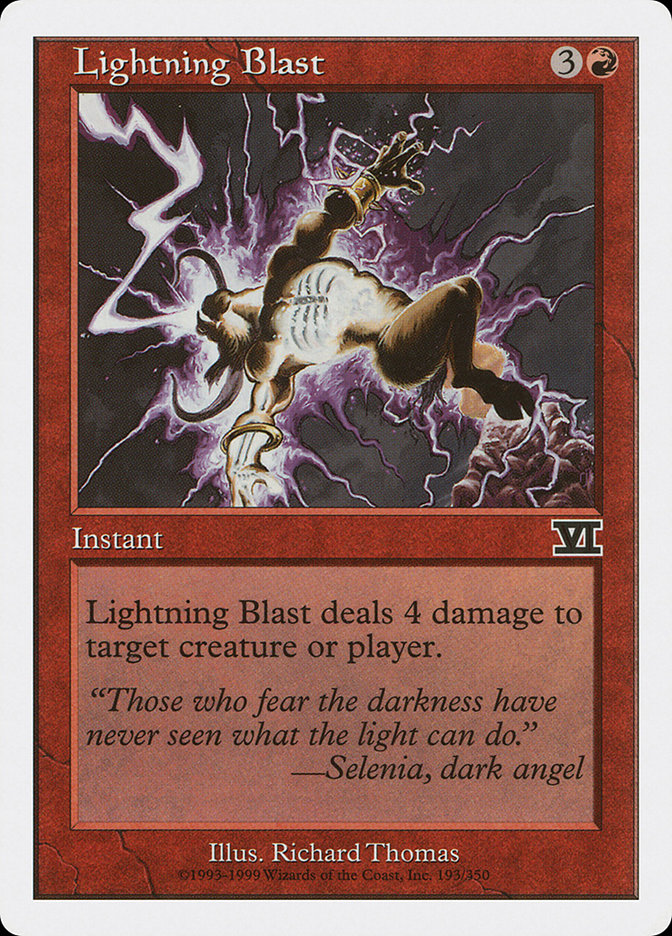 Lightning Blast 3
Instant VI
Lightning Blast deals 4 damage to
target creature or player.
“Those who fear the darkness have
never seen what the light can do.”
—Selenia, dark angel
Illus. Richard Thomas
©1993-1999 Wizards of the Coast, Inc. 193/350